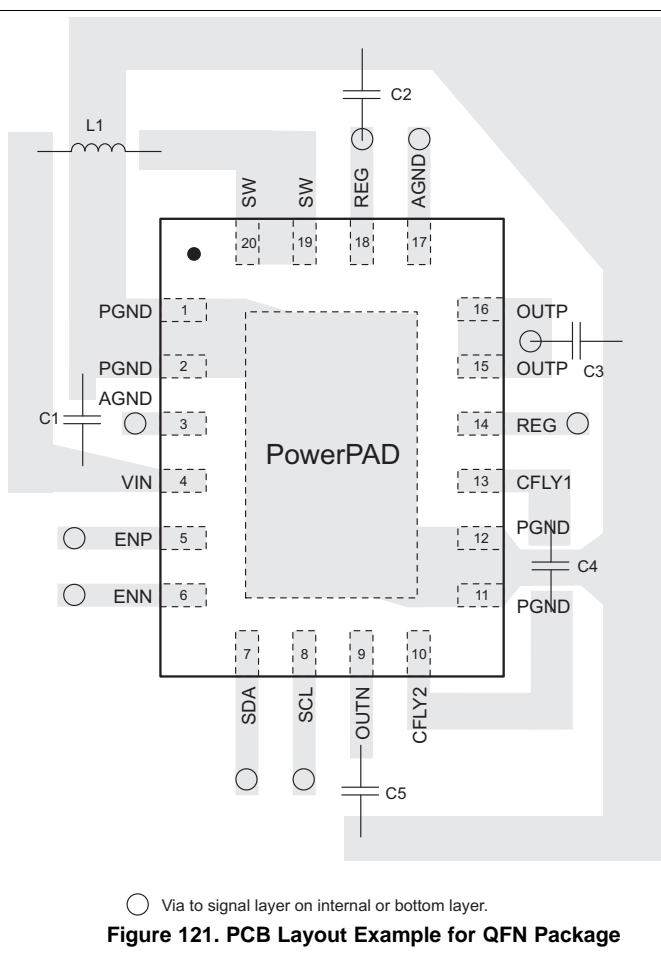 C2
L1
SW
SW
REG
AGND
20
19
18
17
PGND
1
16
OUTP
PGND
2
15
OUTP
C3
AGND
C1
3
14
REG
PowerPAD
VIN
4
13
CFLY1
ENP
5
12
PGND
C4
ENN
6
11
PGND
7
8
9
10
SDA
SCL
OUTN
CFLY2
C5
Via to signal layer on internal or bottom layer.
Figure 121. PCB Layout Example for QFN Package